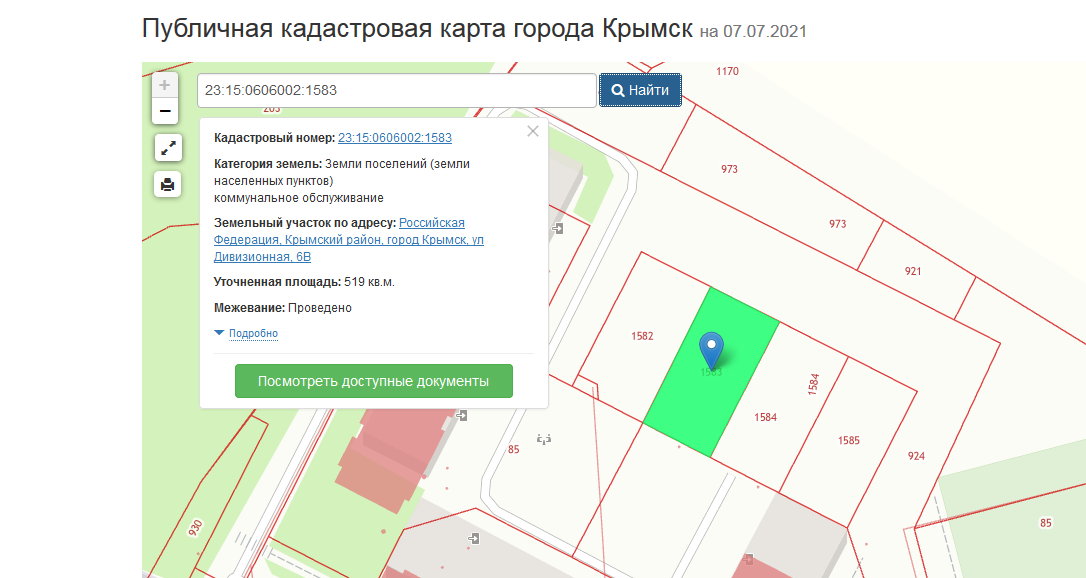 Публичная кадастровая карта города Крымск на 07.07.2021
+
23:15:0606002:1583
Найти
−
203
1170
Кадастровый номер: 23:15:0606002:1583
Категория земель: Земли поселений (земли
населенных пунктов)
коммунальное обслуживание
Земельный участок по адресу: Российская
Федерация, Крымский район, город Крымск, ул
Дивизионная, 6В
Уточненная площадь: 519 кв.м.
Межевание: Проведено
Подробно
Посмотреть доступные документы
973
973
921
1582
1583
1584
1584
1585
924
85
930
85